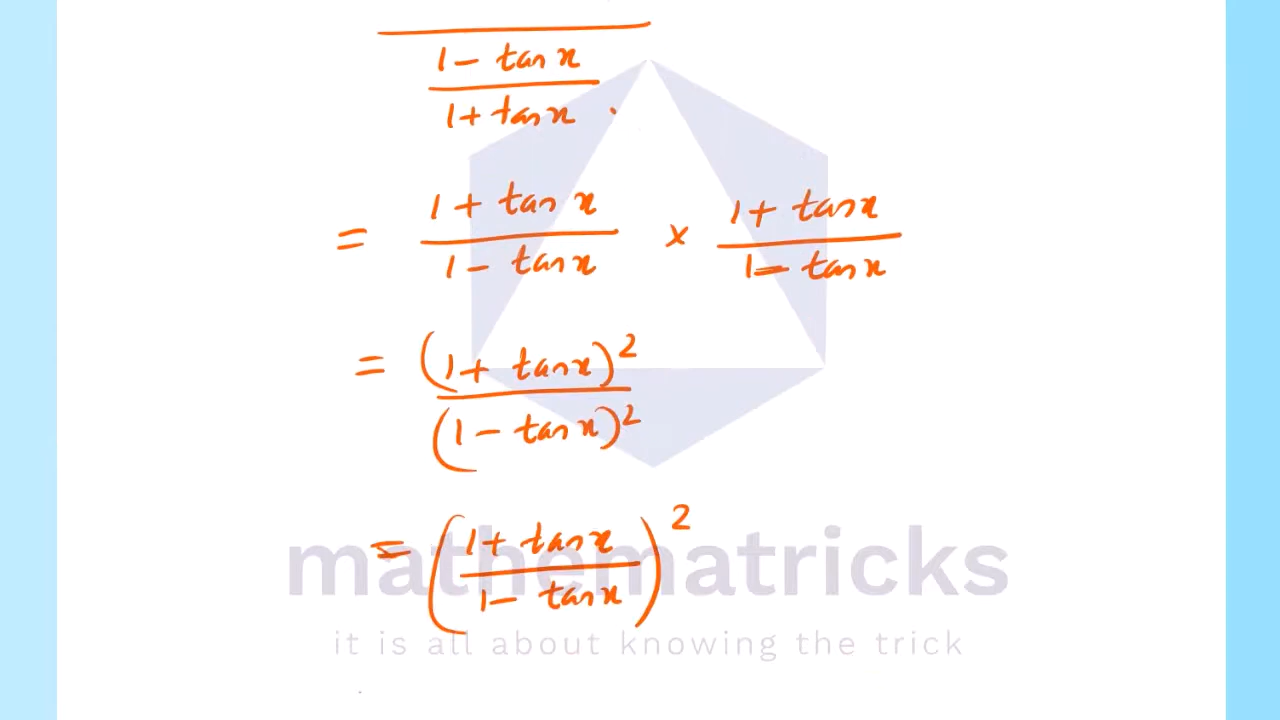 1 - tan x
1 + tan x .
= 1 + tan x / 1 - tan x × 1 + tan x / 1 - tan x
= (1 + tan x)² / (1 - tan x)²
= (1 + tan x / 1 - tan x)²
mathematricks
it is all about knowing the trick